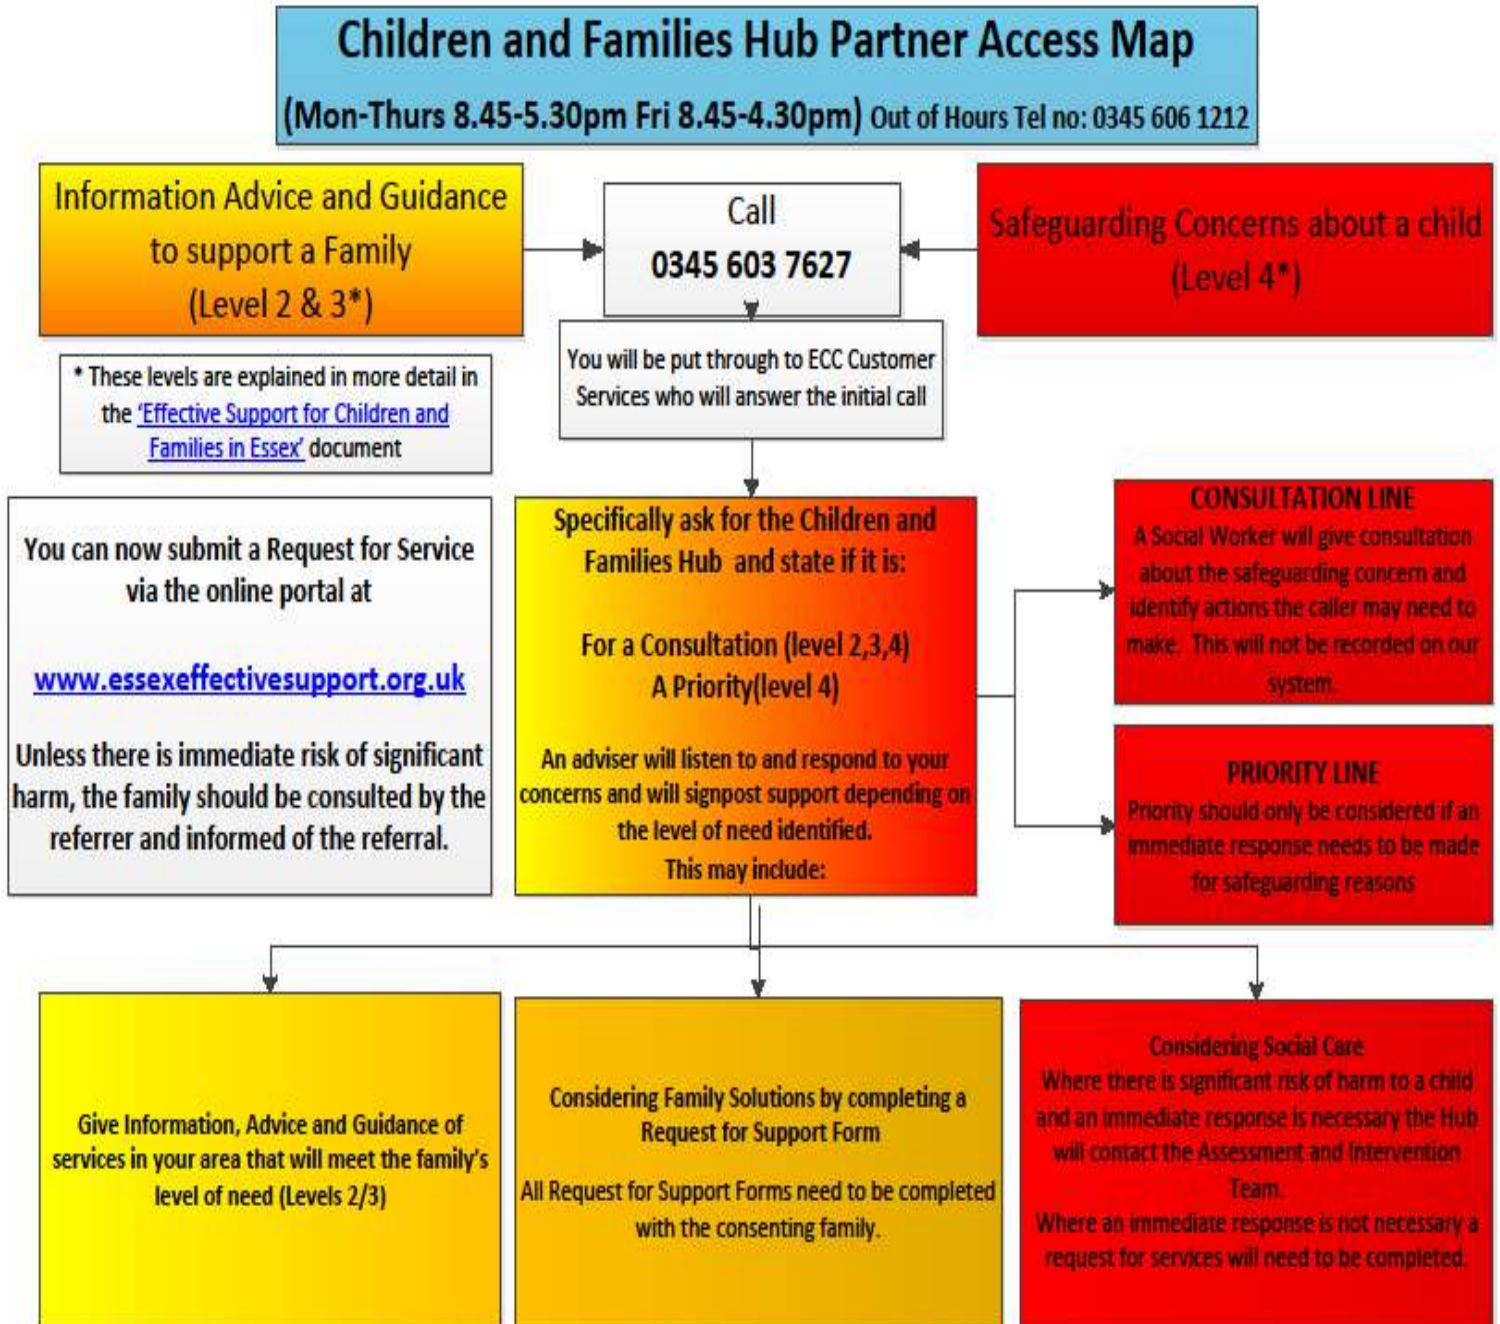 Children and Families Hub Partner Access Map
(Mon-Thurs 8.45-5.30pm Fri 8.45-4.30pm) Out of Hours Tel no: 0345 606 1212
Information Advice and Guidance
to support a Family
(Level 2 & 3*)
Call
0345 603 7627
Safeguarding Concerns about a child
(Level 4*)
* These levels are explained in more detail in
the 'Effective Support for Children and
Families in Essex' document
You will be put through to ECC Customer
Services who will answer the initial call
You can now submit a Request for Service
via the online portal at
www.essexeffectivesupport.org.uk
Unless there is immediate risk of significant
harm, the family should be consulted by the
referrer and informed of the referral.
Specifically ask for the Children and
Families Hub and state if it is:
For a Consultation (level 2,3,4)
A Priority(level 4)
An adviser will listen to and respond to your
concerns and will signpost support depending on
the level of need identified.
This may include:
CONSULTATION LINE
A Social Worker will give consultation
about the safeguarding concern and
identify actions the caller may need to
make. This will not be recorded on our
system.
PRIORITY LINE
Priority should only be considered if an
immediate response needs to be made
for safeguarding reasons
Give Information, Advice and Guidance of
services in your area that will meet the family's
level of need (Levels 2/3)
Considering Family Solutions by completing a
Request for Support Form
All Request for Support Forms need to be completed
with the consenting family.
Considering Social Care
Where there is significant risk of harm to a child
and an immediate response is necessary the Hub
will contact the Assessment and Intervention
Team.
Where an immediate response is not necessary a
request for services will need to be completed.